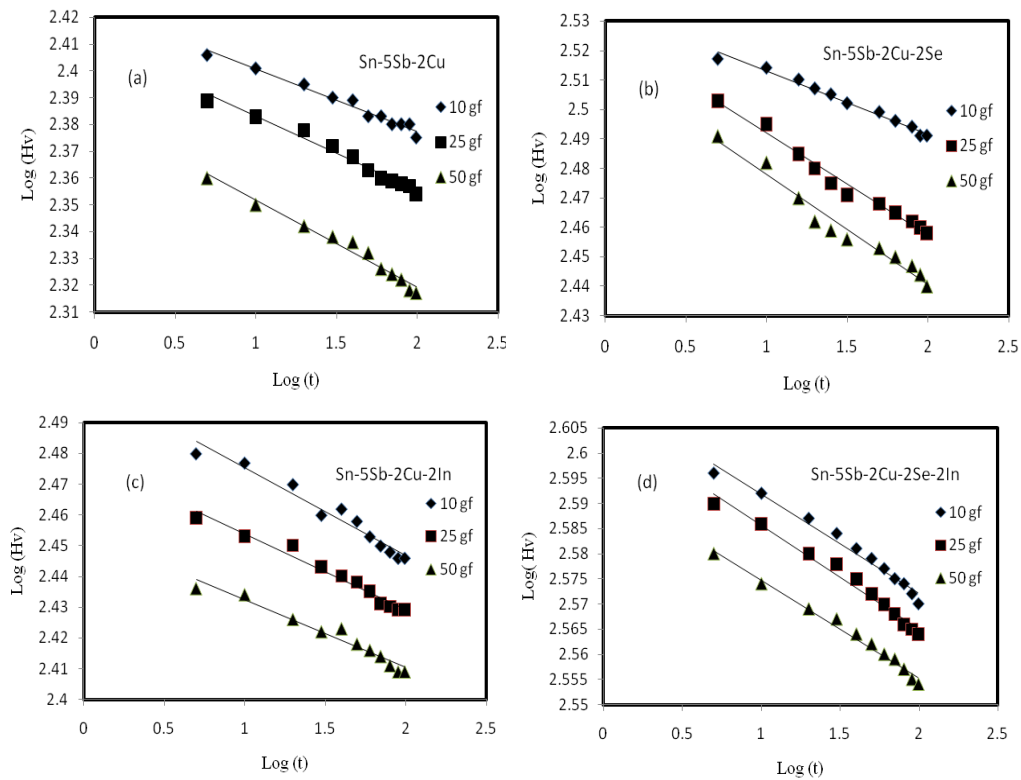 2.42
2.41
2.4
2.39
2.38
2.37
2.36
2.35
2.34
2.33
2.32
2.31
0
0.5
1
1.5
2
2.5
Log (Hv)
Log (t)
(a)
Sn-5Sb-2Cu
10 gf
25 gf
50 gf
2.53
2.52
2.51
2.5
2.49
2.48
2.47
2.46
2.45
2.44
2.43
0
0.5
1
1.5
2
2.5
Log (Hv)
Log (t)
(b)
Sn-5Sb-2Cu-2Se
10 gf
25 gf
50 gf
2.49
2.48
2.47
2.46
2.45
2.44
2.43
2.42
2.41
2.4
0
0.5
1
1.5
2
2.5
Log (Hv)
Log (t)
(c)
Sn-5Sb-2Cu-2In
10 gf
25 gf
50 gf
2.605
2.6
2.595
2.59
2.585
2.58
2.575
2.57
2.565
2.56
2.555
2.55
0
0.5
1
1.5
2
2.5
Log( Hv)
Log (t)
(d)
Sn-5Sb-2Cu-2Se-2In
10 gf
25 gf
50 gf